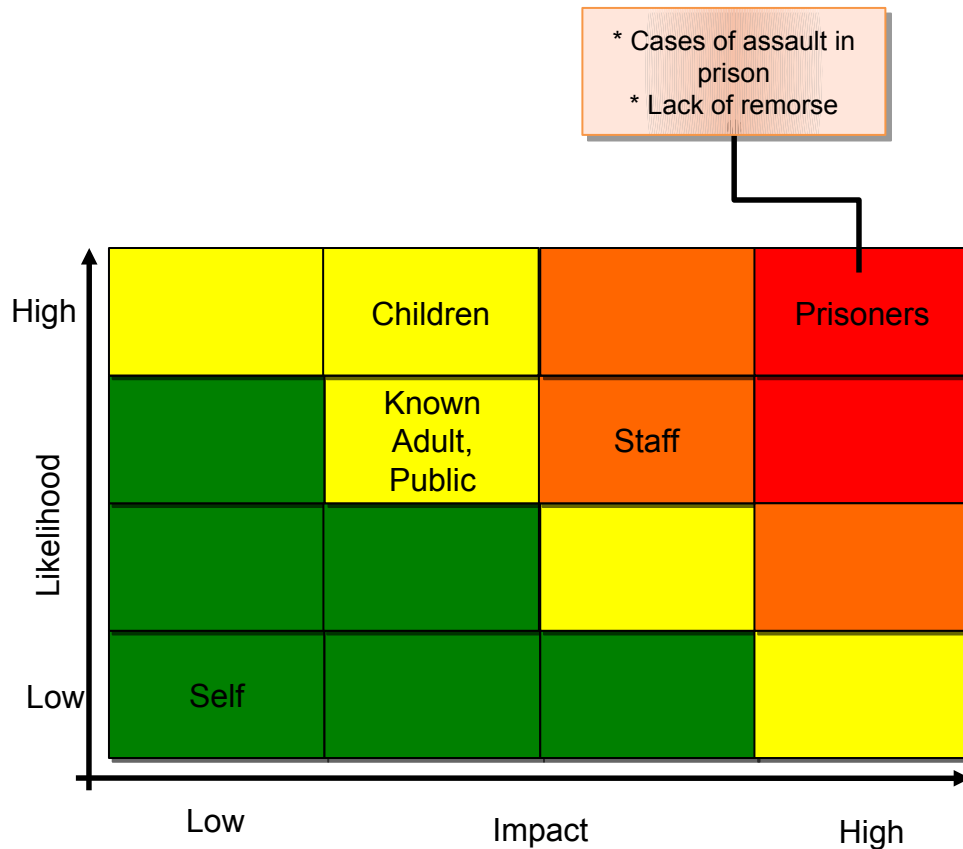 * Cases of assault in
prison
* Lack of remorse
High
Children
Prisoners
Known
Adult,
Public
Staff
Likelihood
Low
Self
Low
Impact
High